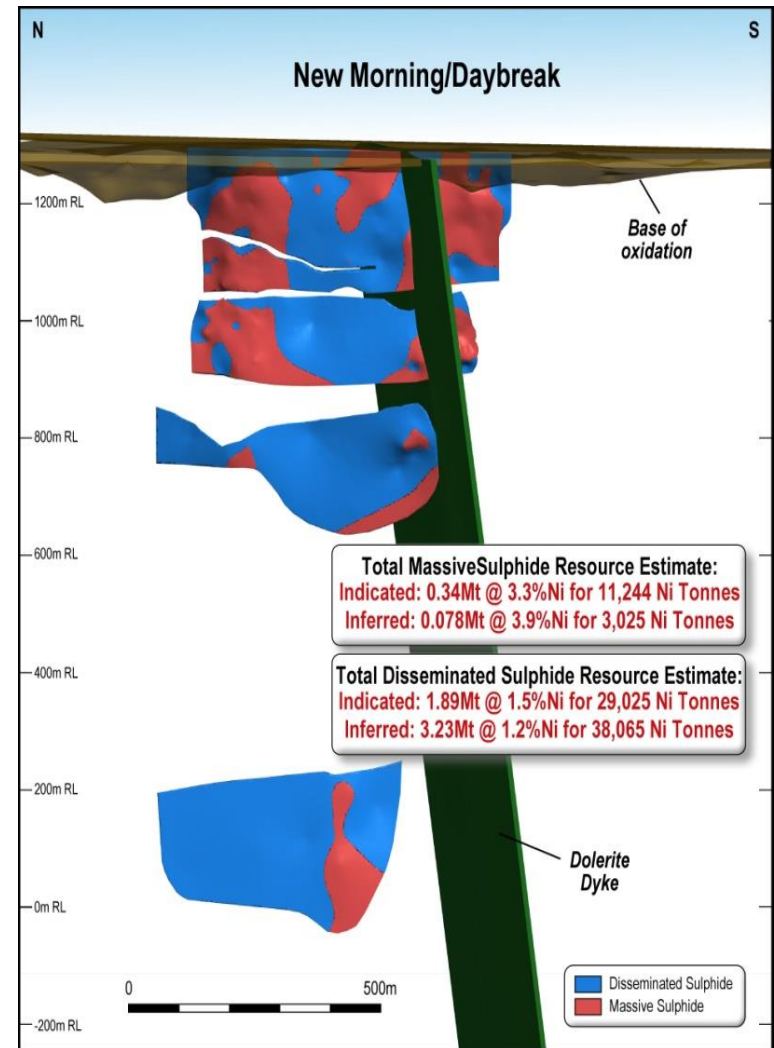 N
S
New Morning/Daybreak
1200m RL
Base of
oxidation
1000m RL
800m RL
600m RL
Total MassiveSulphide Resource Estimate:
Indicated: 0.34Mt @ 3.3%Ni for 11,244 Ni Tonnes
Inferred: 0.078Mt @ 3.9%Ni for 3,025 Ni Tonnes
Total Disseminated Sulphide Resource Estimate:
Indicated: 1.89Mt @ 1.5%Ni for 29,025 Ni Tonnes
Inferred: 3.23Mt @ 1.2%Ni for 38,065 Ni Tonnes
400m RL
200m RL
Dolerite
Dyke
0m RL
0
500m
Disseminated Sulphide
Massive Sulphide
-200m RL